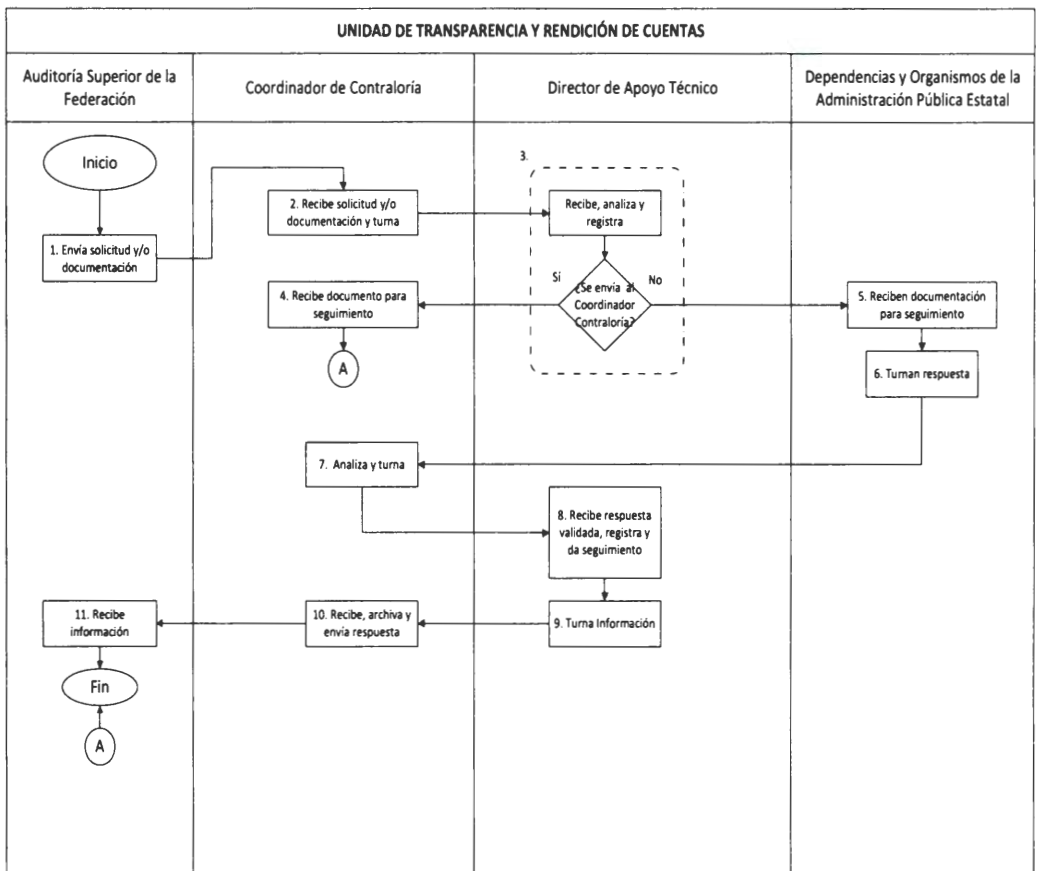 UNIDAD DE TRANSPARENCIA Y RENDICIÓN DE CUENTAS
Auditoría Superior de la
Federación
Coordinador de Contraloría
Director de Apoyo Técnico
Dependencias y Organismos de la
Administración Pública Estatal
Inicio
1. Envía solicitud y/o
documentación
2. Recibe solicitud y/o
documentación y turna
3.
Recibe, analiza y
registra
¿Se envía al
Coordinador
Contraloría?
Sí
No
4. Recibe documento para
seguimiento
A
5. Reciben documentación
para seguimiento
6. Turnan respuesta
7. Analiza y turna
8. Recibe respuesta
validada, registra y
da seguimiento
9. Turna Información
10. Recibe, archiva y
envía respuesta
11. Recibe
información
Fin
A